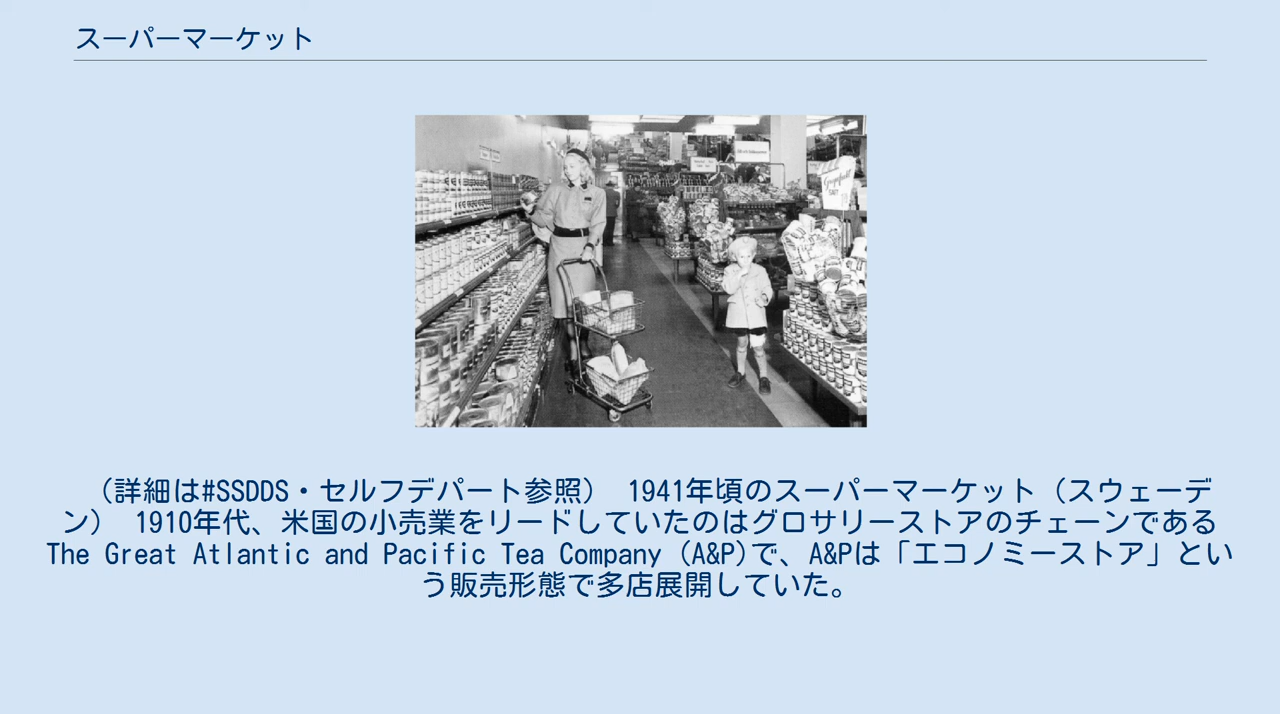 スーパーマーケット
（詳細は#SSDDS・セルフデパート参照） 1941年頃のスーパーマーケット（スウェーデ
ン） 1910年代、米国の小売業をリードしていたのはグロサリーストアのチェーンである
The Great Atlantic and Pacific Tea Company (A&P)で、A&Pは「エコノミーストア」とい
う販売形態で多店展開していた。